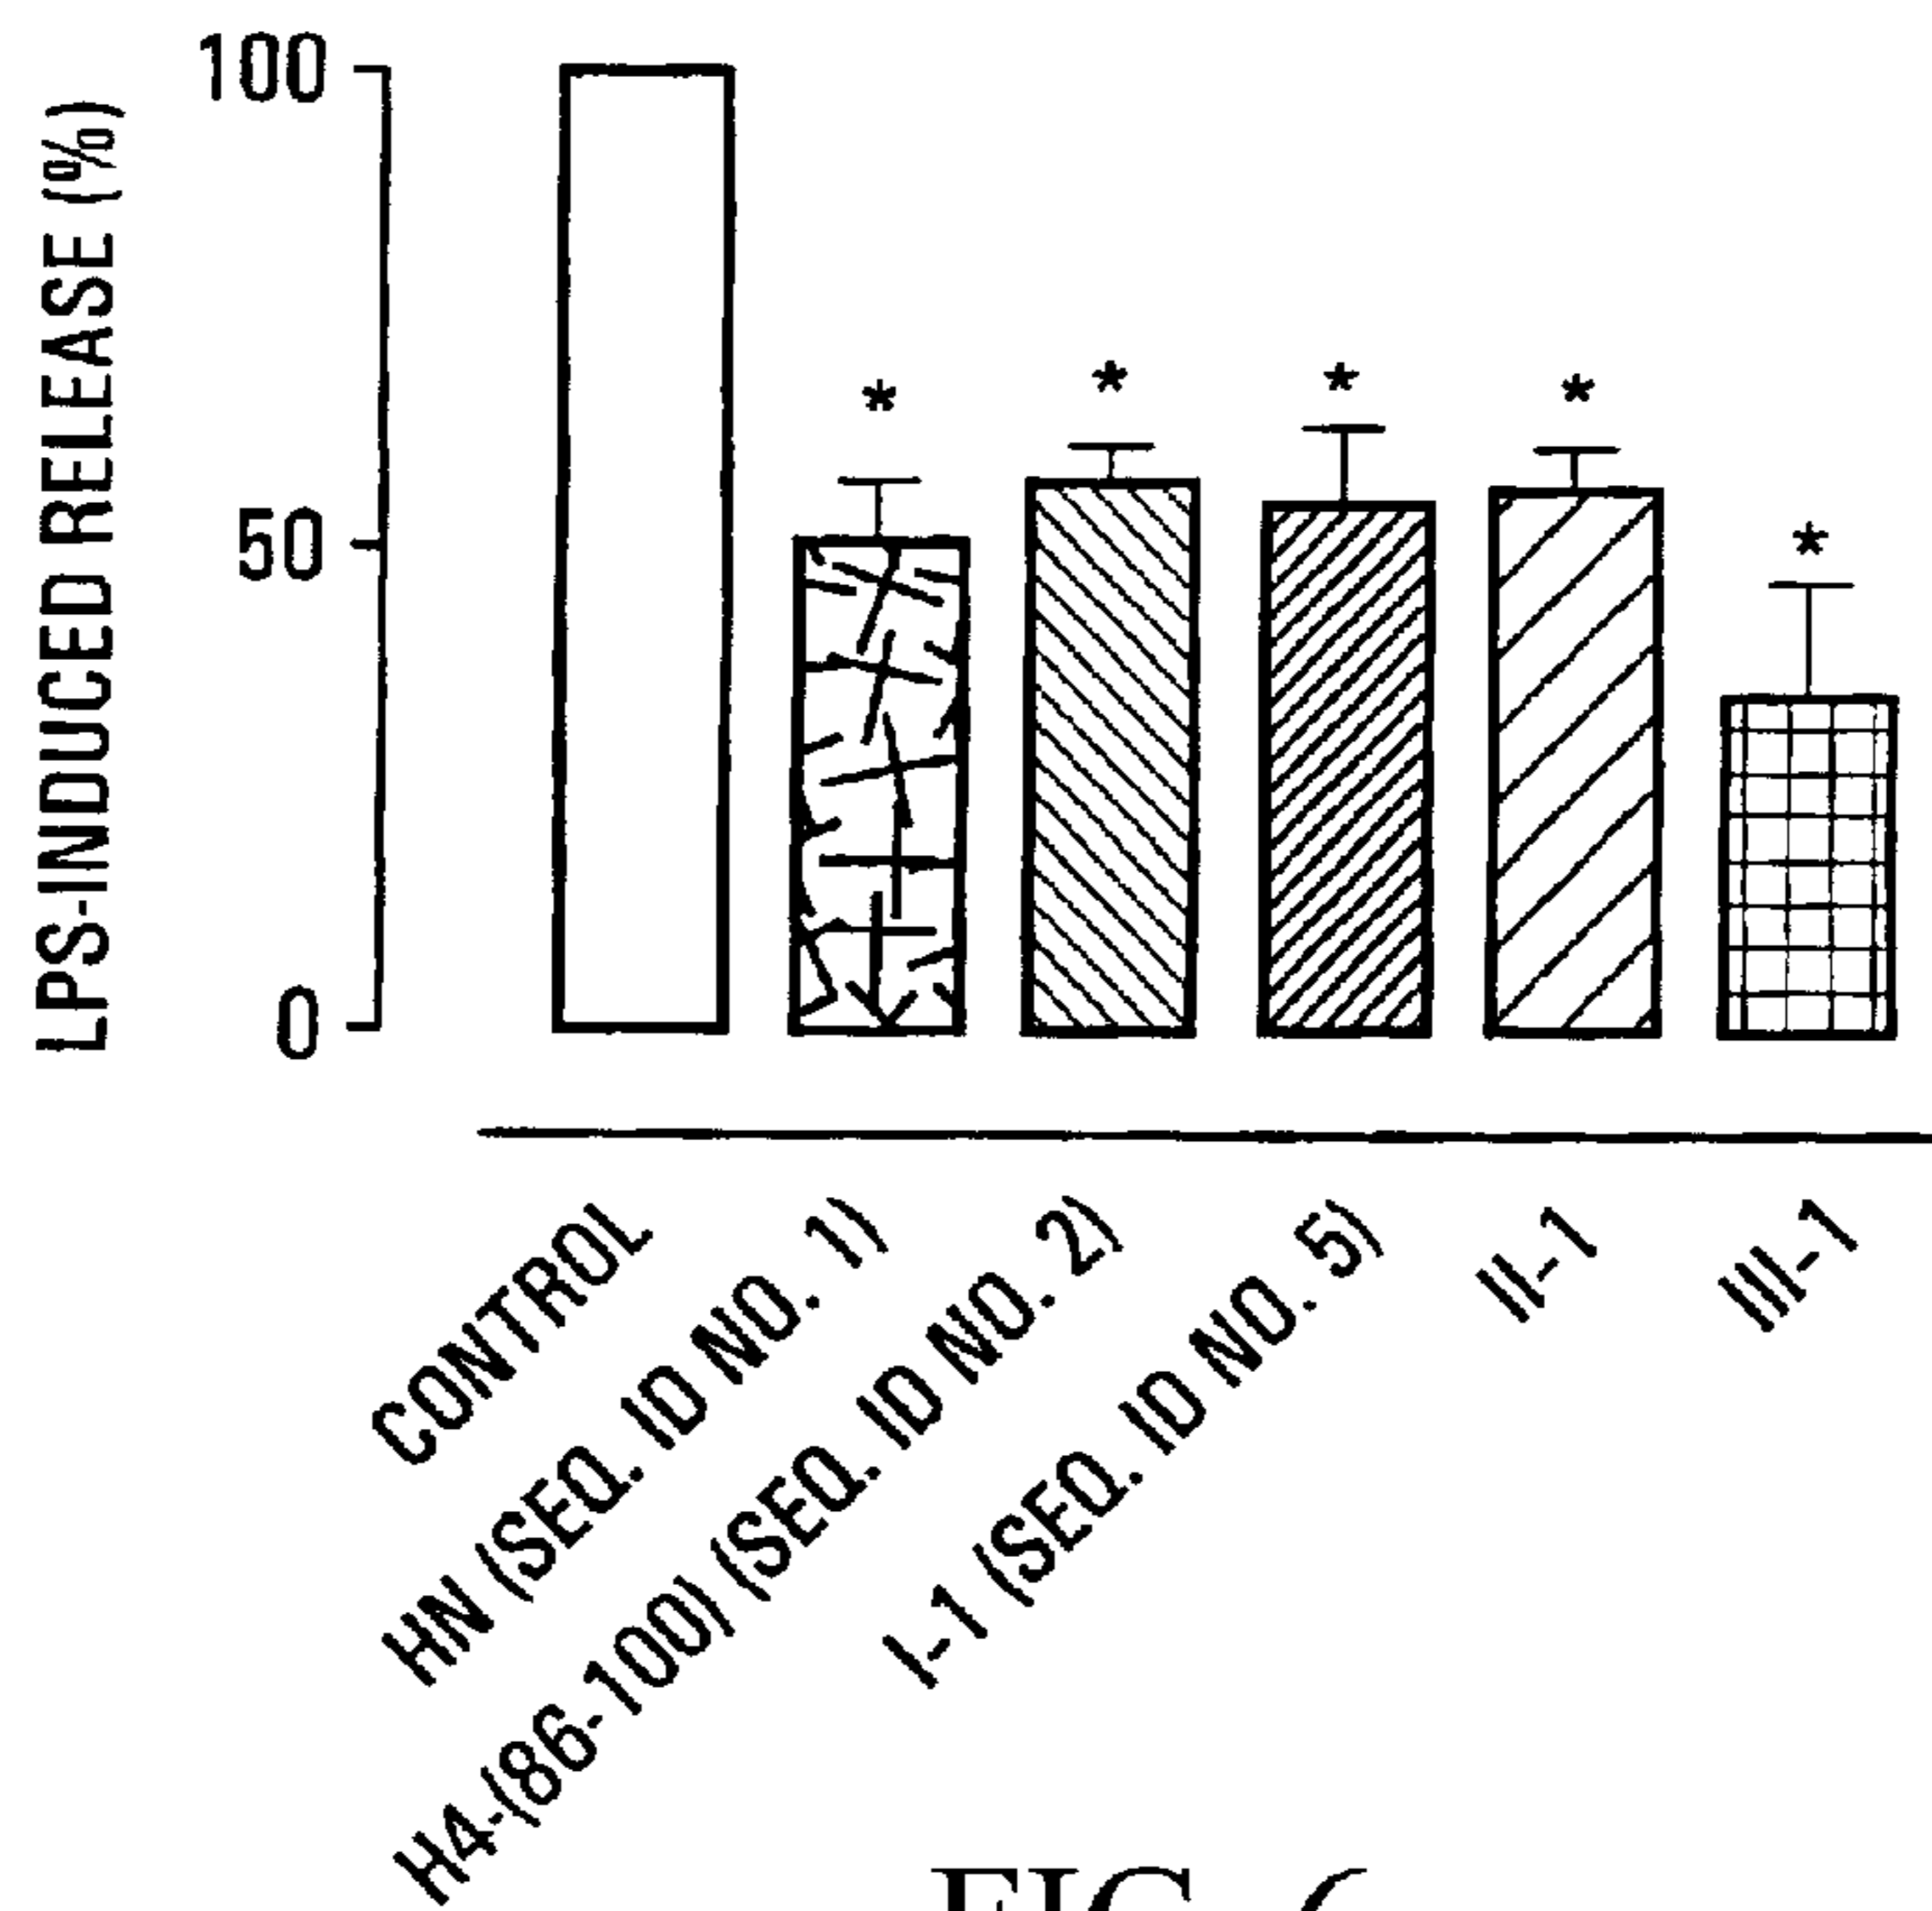 LPS-INDUCED RELEASE (%)
100
50
0
*
*
*
*
*
CONTROL
HN (SEQ. ID NO. 1)
H4-(86-100) (SEQ. ID NO. 2)
I-1 (SEQ. ID NO. 5)
II-1
III-1
FIG.